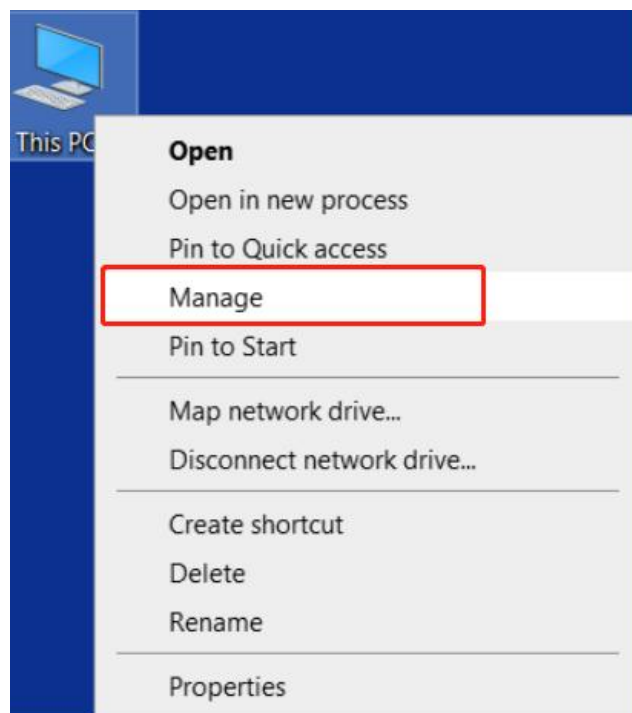 This PC
Open
Open in new process
Pin to Quick access
Manage
Pin to Start
Map network drive...
Disconnect network drive...
Create shortcut
Delete
Rename
Properties